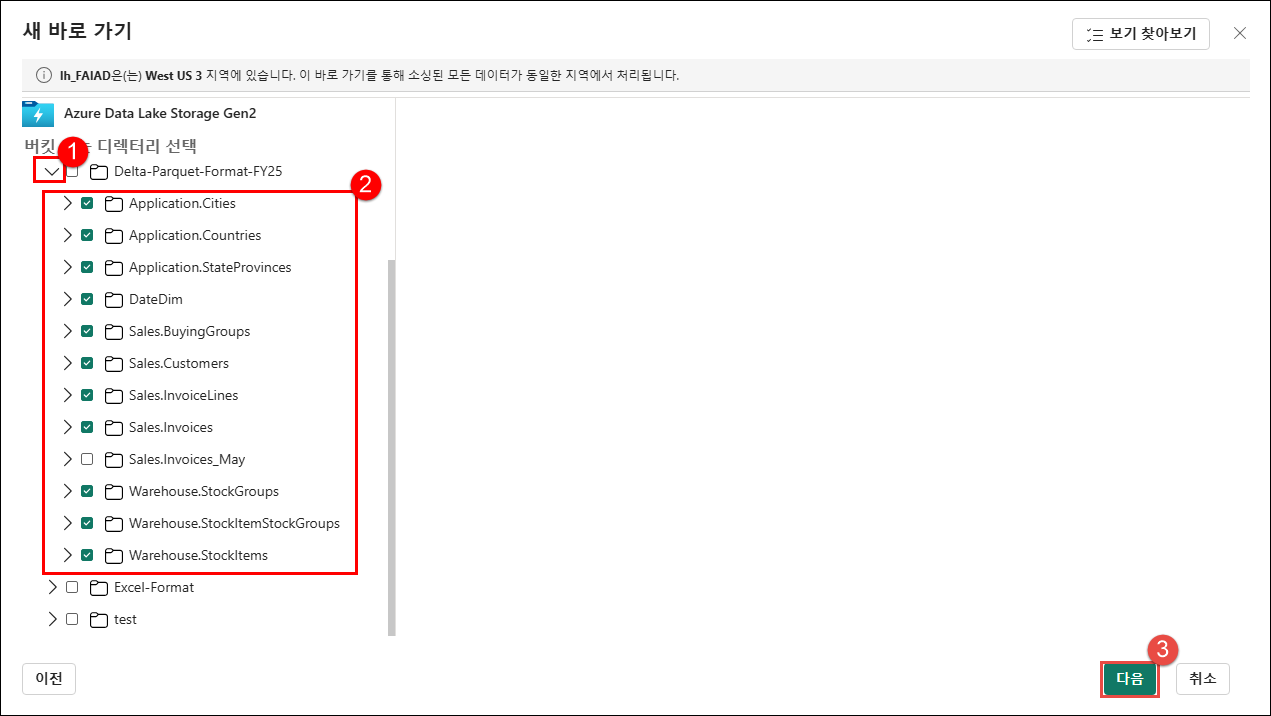 새 바로 가기
보기 찾아보기
lh_FAIAD은(는) West US 3 지역에 있습니다. 이 바로 가기를 통해 소싱된 모든 데이터가 동일한 지역에서 처리됩니다.
Azure Data Lake Storage Gen2
버킷 는 디렉터리 선택
1
Delta-Parquet-Format-FY25
2
Application.Cities
Application.Countries
Application.StateProvinces
DateDim
Sales.BuyingGroups
Sales.Customers
Sales.InvoiceLines
Sales.Invoices
Sales.Invoices_May
Warehouse.StockGroups
Warehouse.StockItemStockGroups
Warehouse.StockItems
Excel-Format
test
3
이전
다음
취소